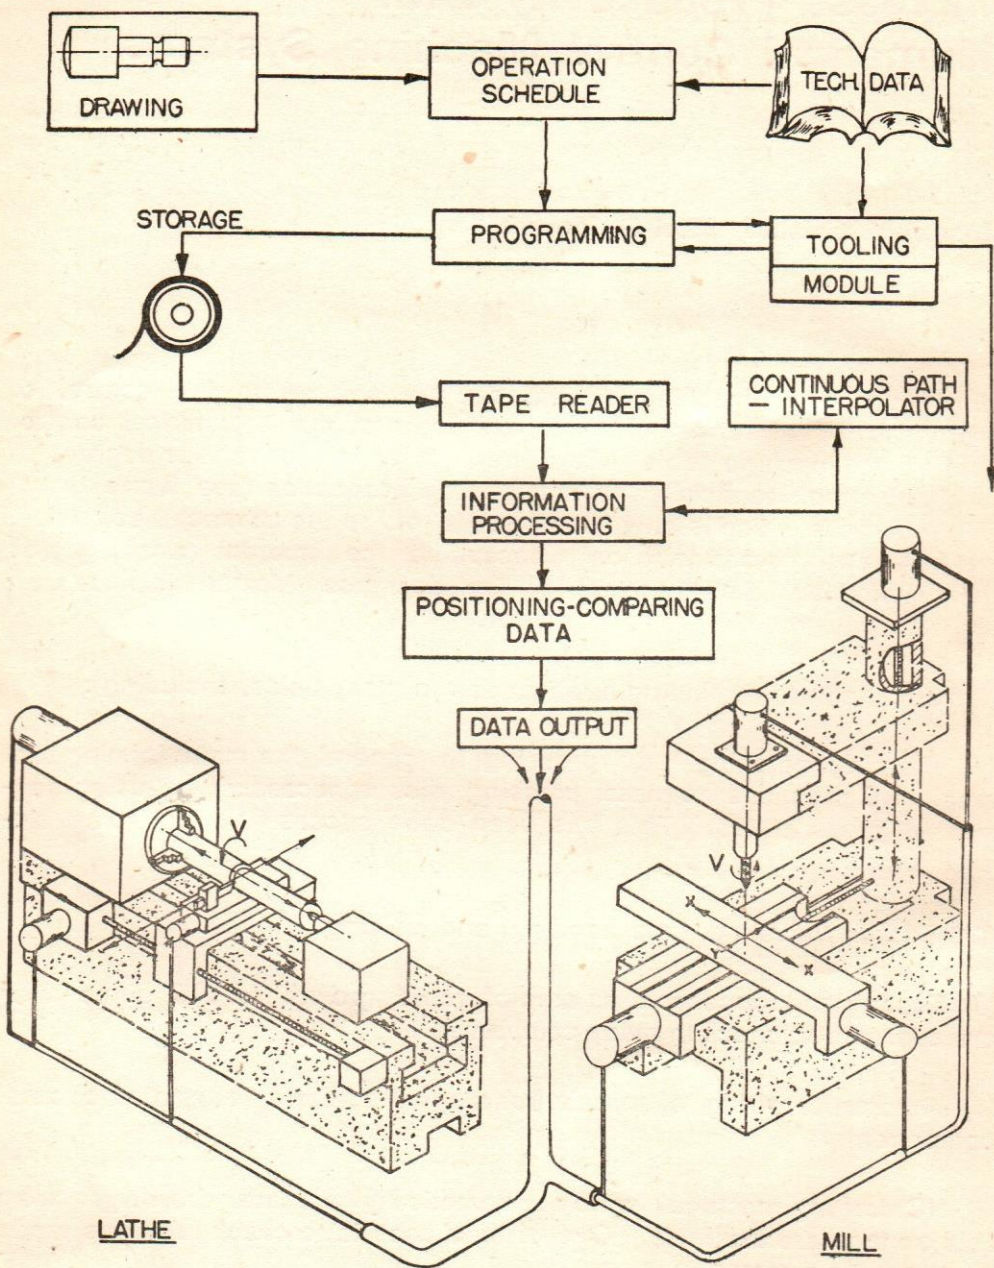 DRAWING
OPERATION
SCHEDULE
TECH. DATA
STORAGE
PROGRAMMING
TOOLING
MODULE
TAPE READER
CONTINUOUS PATH
— INTERPOLATOR
INFORMATION
PROCESSING
POSITIONING-COMPARING
DATA
DATA OUTPUT
V
V
X
Y
X
LATHE
MILL